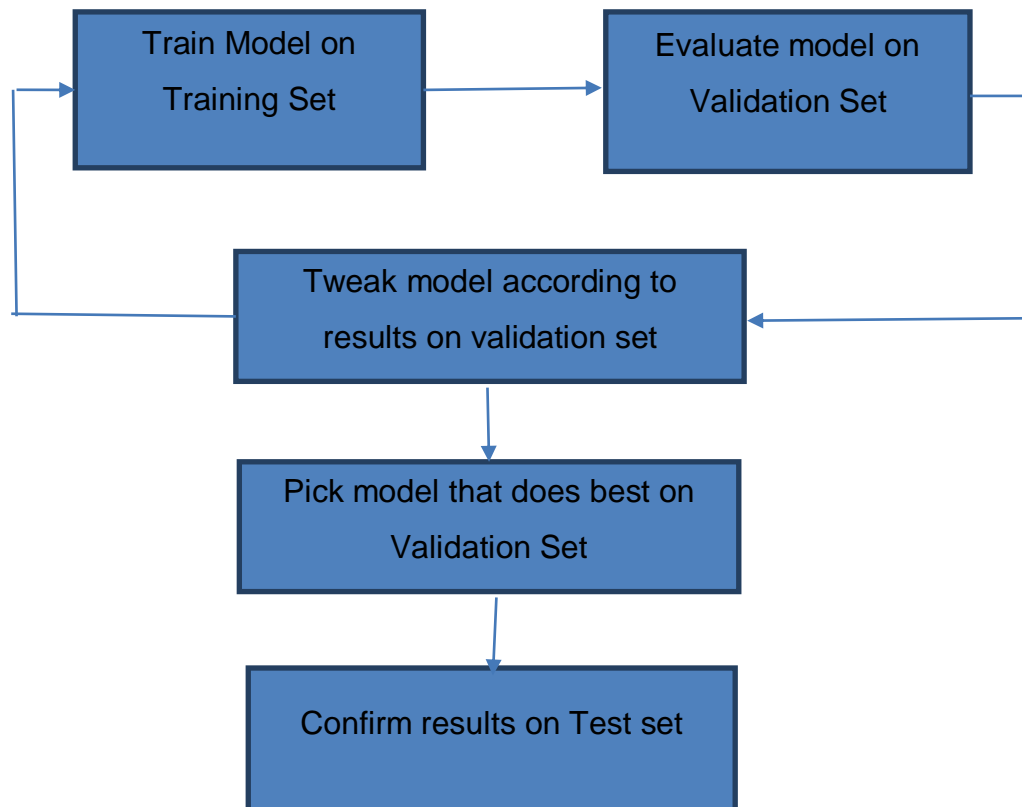 Train Model on
Training Set
Evaluate model on
Validation Set
Tweak model according to
results on validation set
Pick model that does best on
Validation Set
Confirm results on Test set